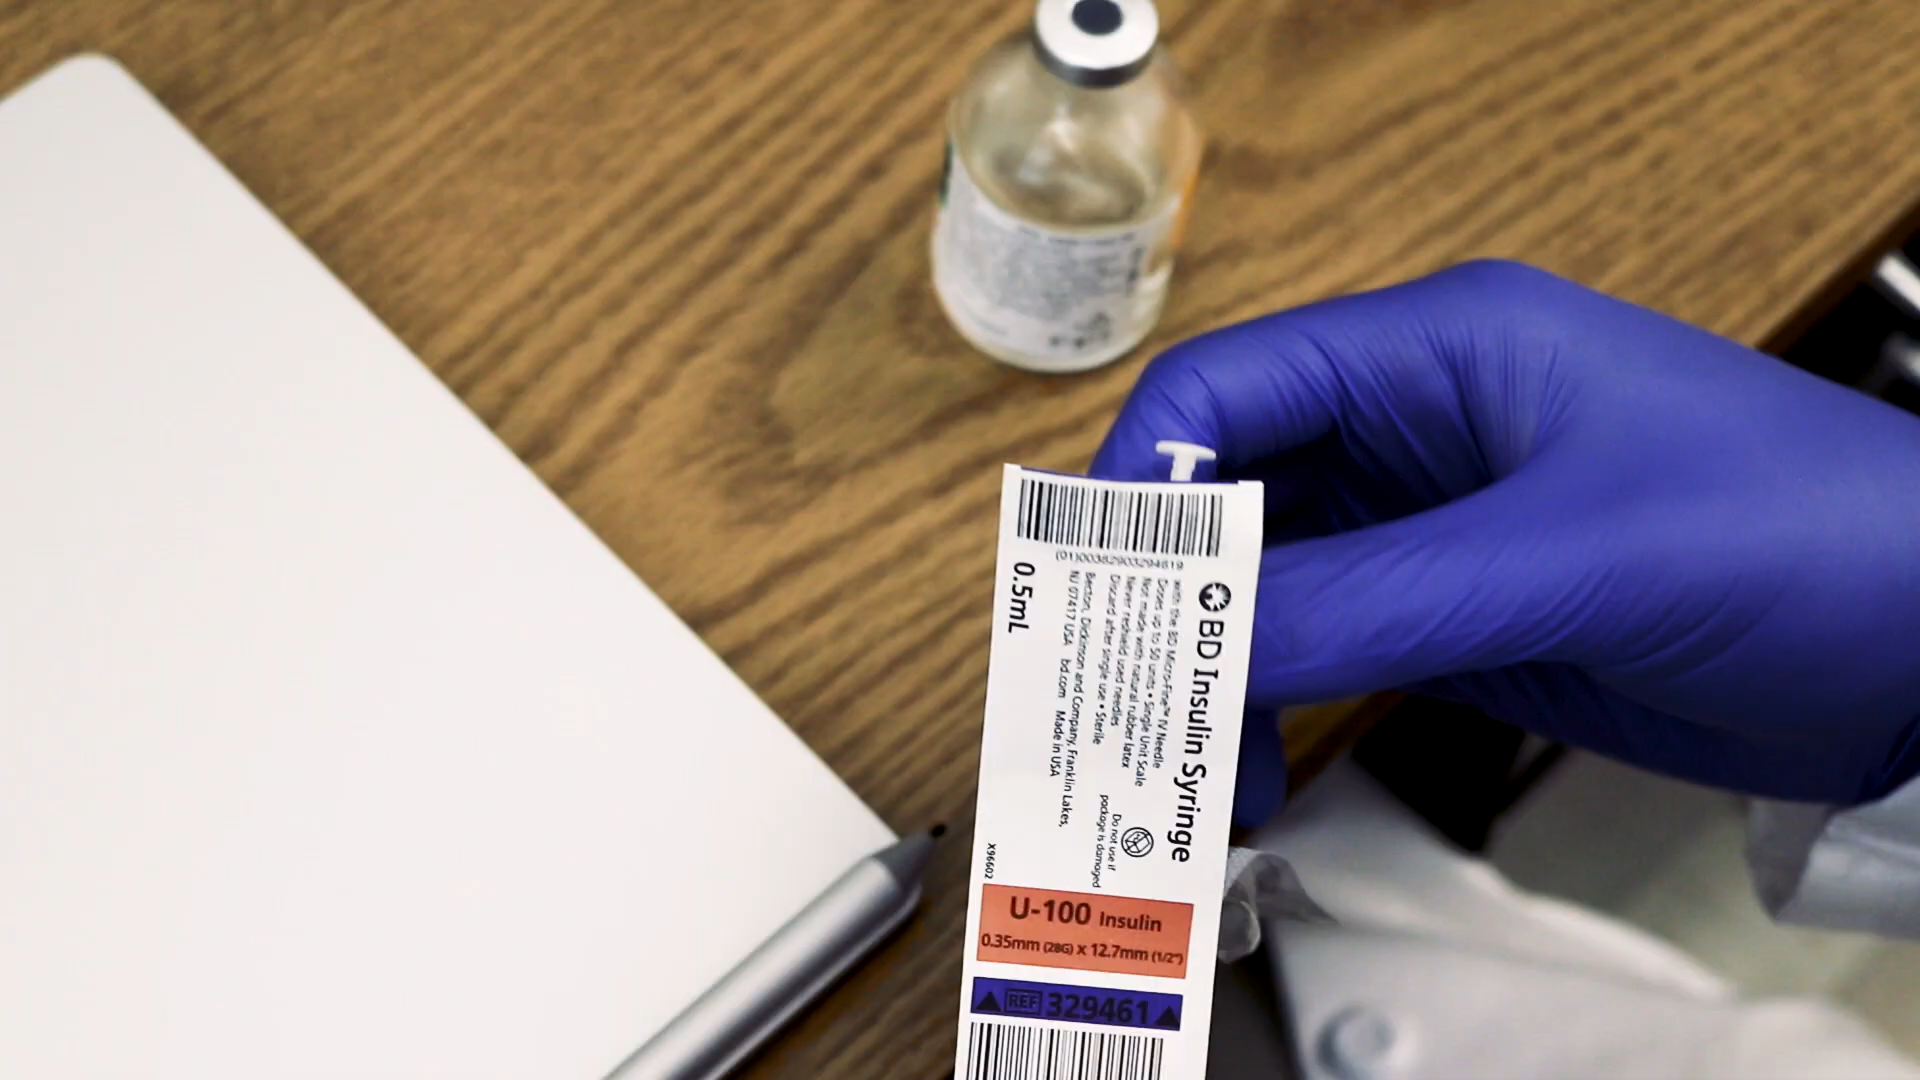 (01)00382903294619
BD Insulin Syringe
with the BD Micro-Fine™ IV Needle
Doses up to 50 units • Single Unit Scale
Not made with natural rubber latex
Never reshield used needles
Discard after single use • Sterile
Becton, Dickinson and Company, Franklin Lakes,
NJ 07417 USA bd.com Made in USA
Do not use if
package is damaged
0.5mL
X96602
U-100 Insulin
0.35mm (28G) x 12.7mm (1/2")
REF 329461